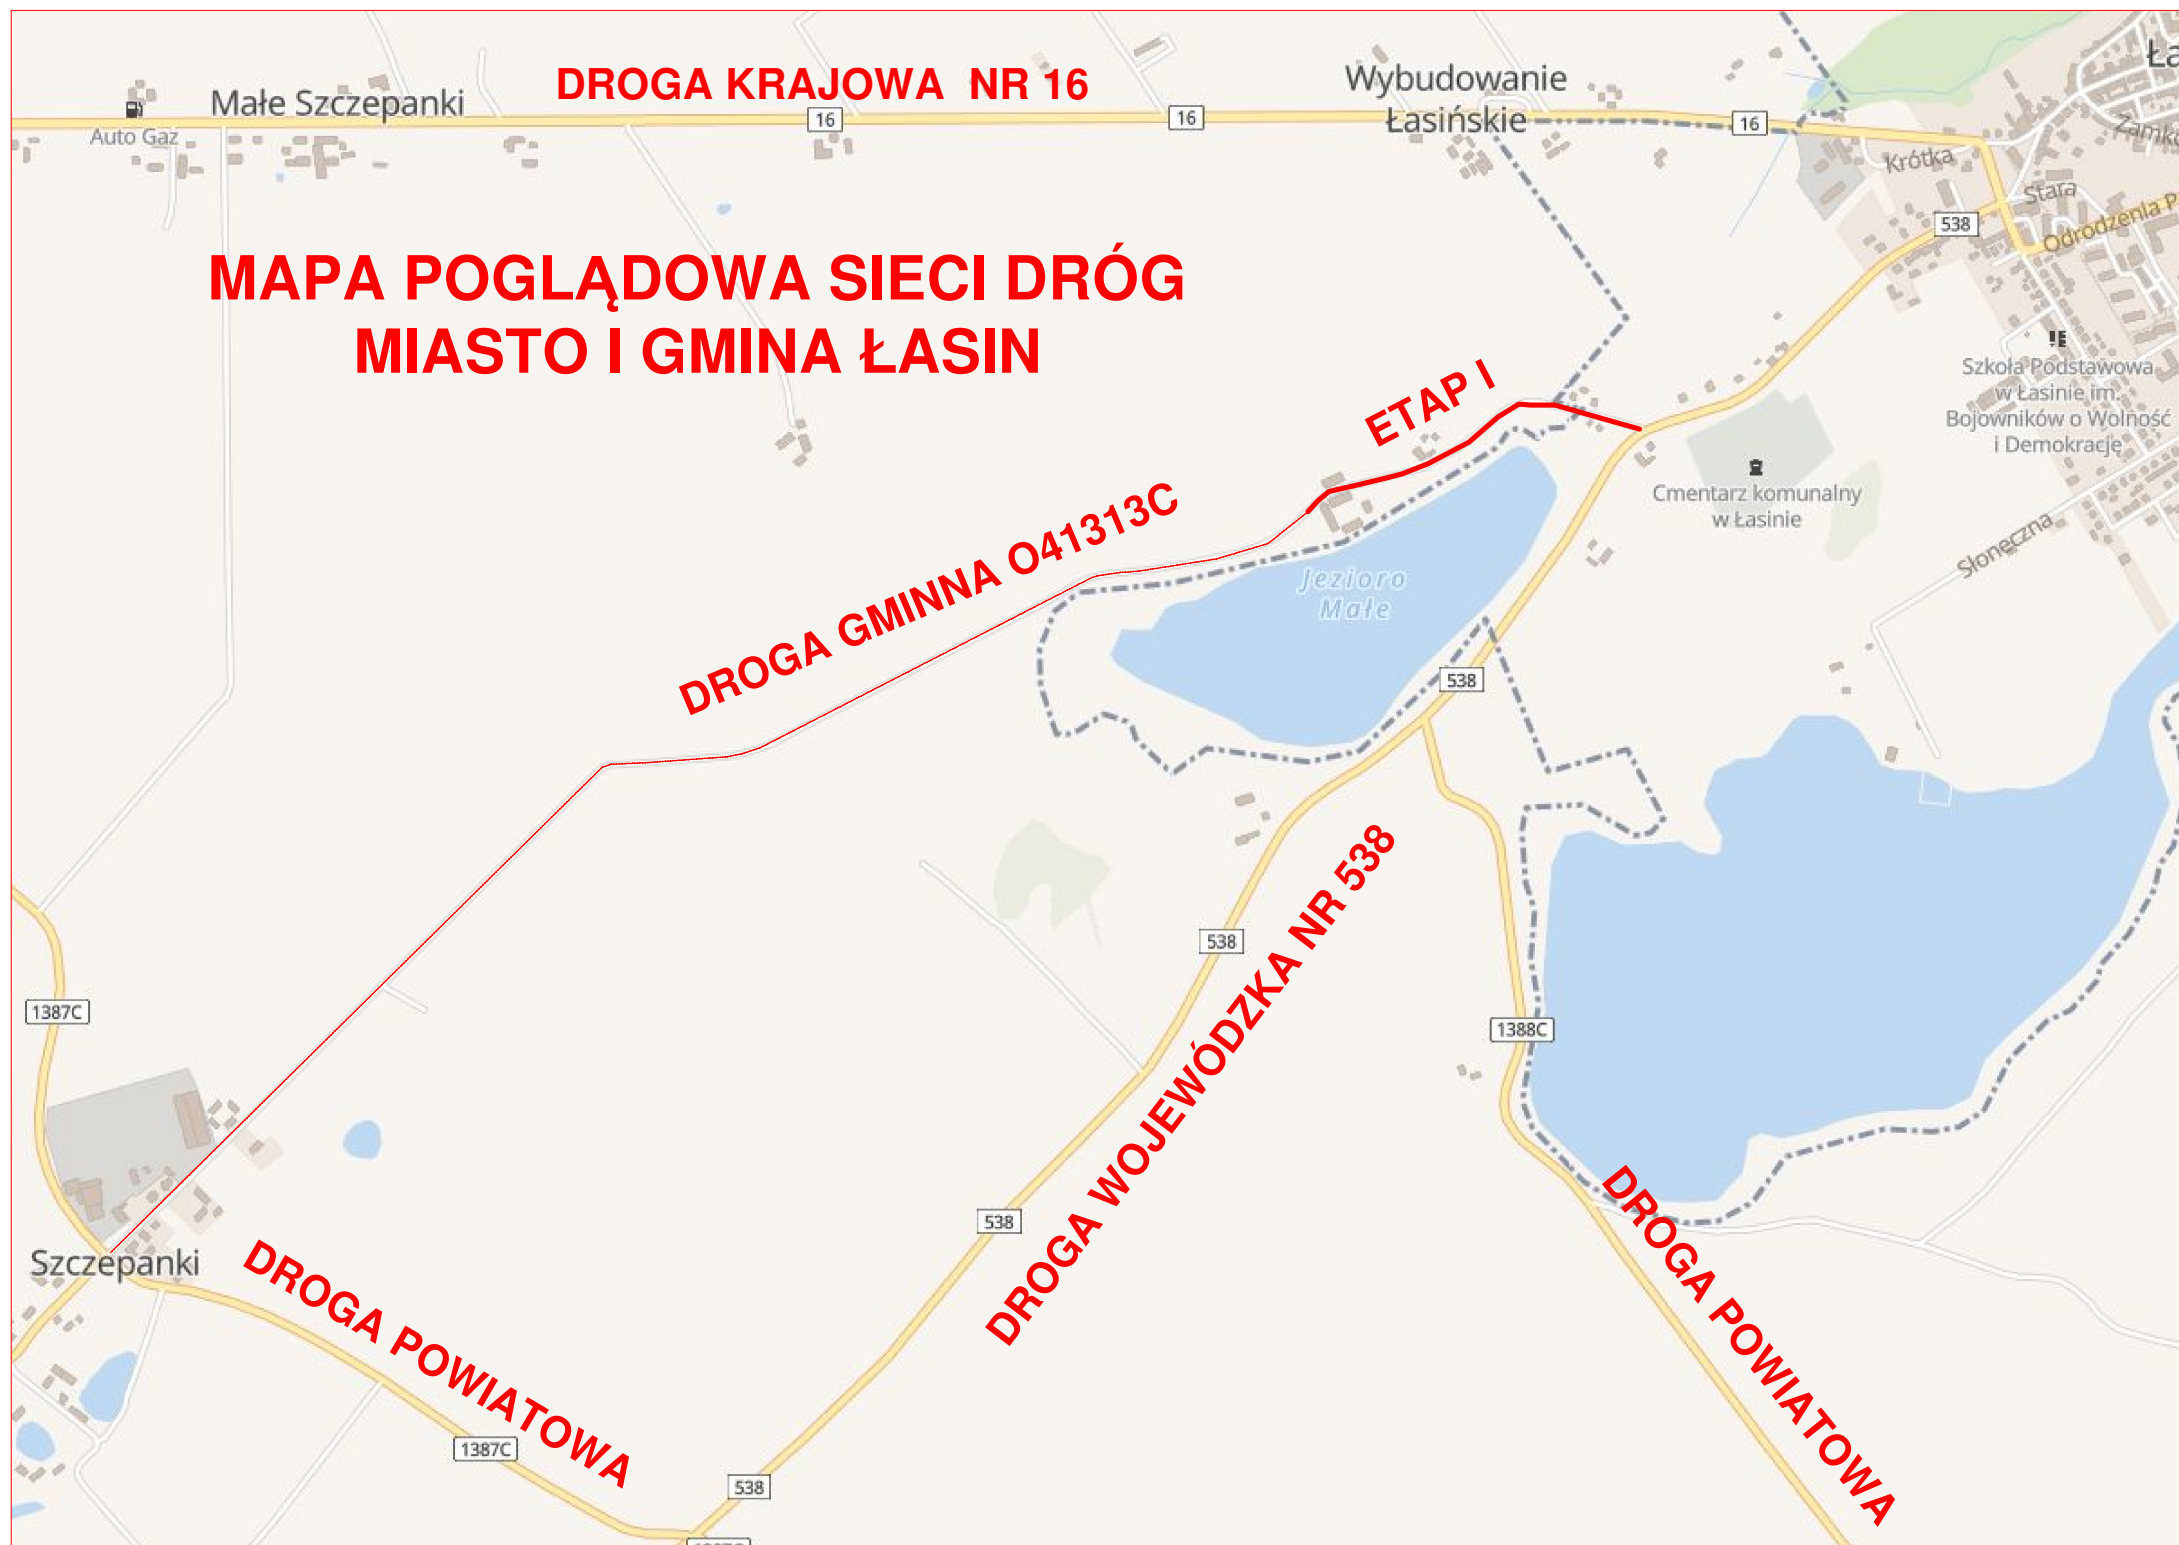 DROGA KRAJOWA NR 16
Małe Szczepanki
Auto Gaz
16
16
Wybudowanie
Łasińskie
16
Krótka
Stara
538
Odrodzenia
MAPA POGLĄDOWA SIECI DRÓG
MIASTO I GMINA ŁASIN
Szkoła Podstawowa
w Łasinie im.
Bojowników o Wolność
i Demokrację
ETAP I
Cmentarz komunalny
w Łasinie
Słoneczna
DROGA GMINNA O41313C
Jezioro
Małe
538
DROGA WOJEWÓDZKA NR 538
538
1387C
1388C
538
Szczepanki
DROGA POWIATOWA
DROGA POWIATOWA
1387C
538